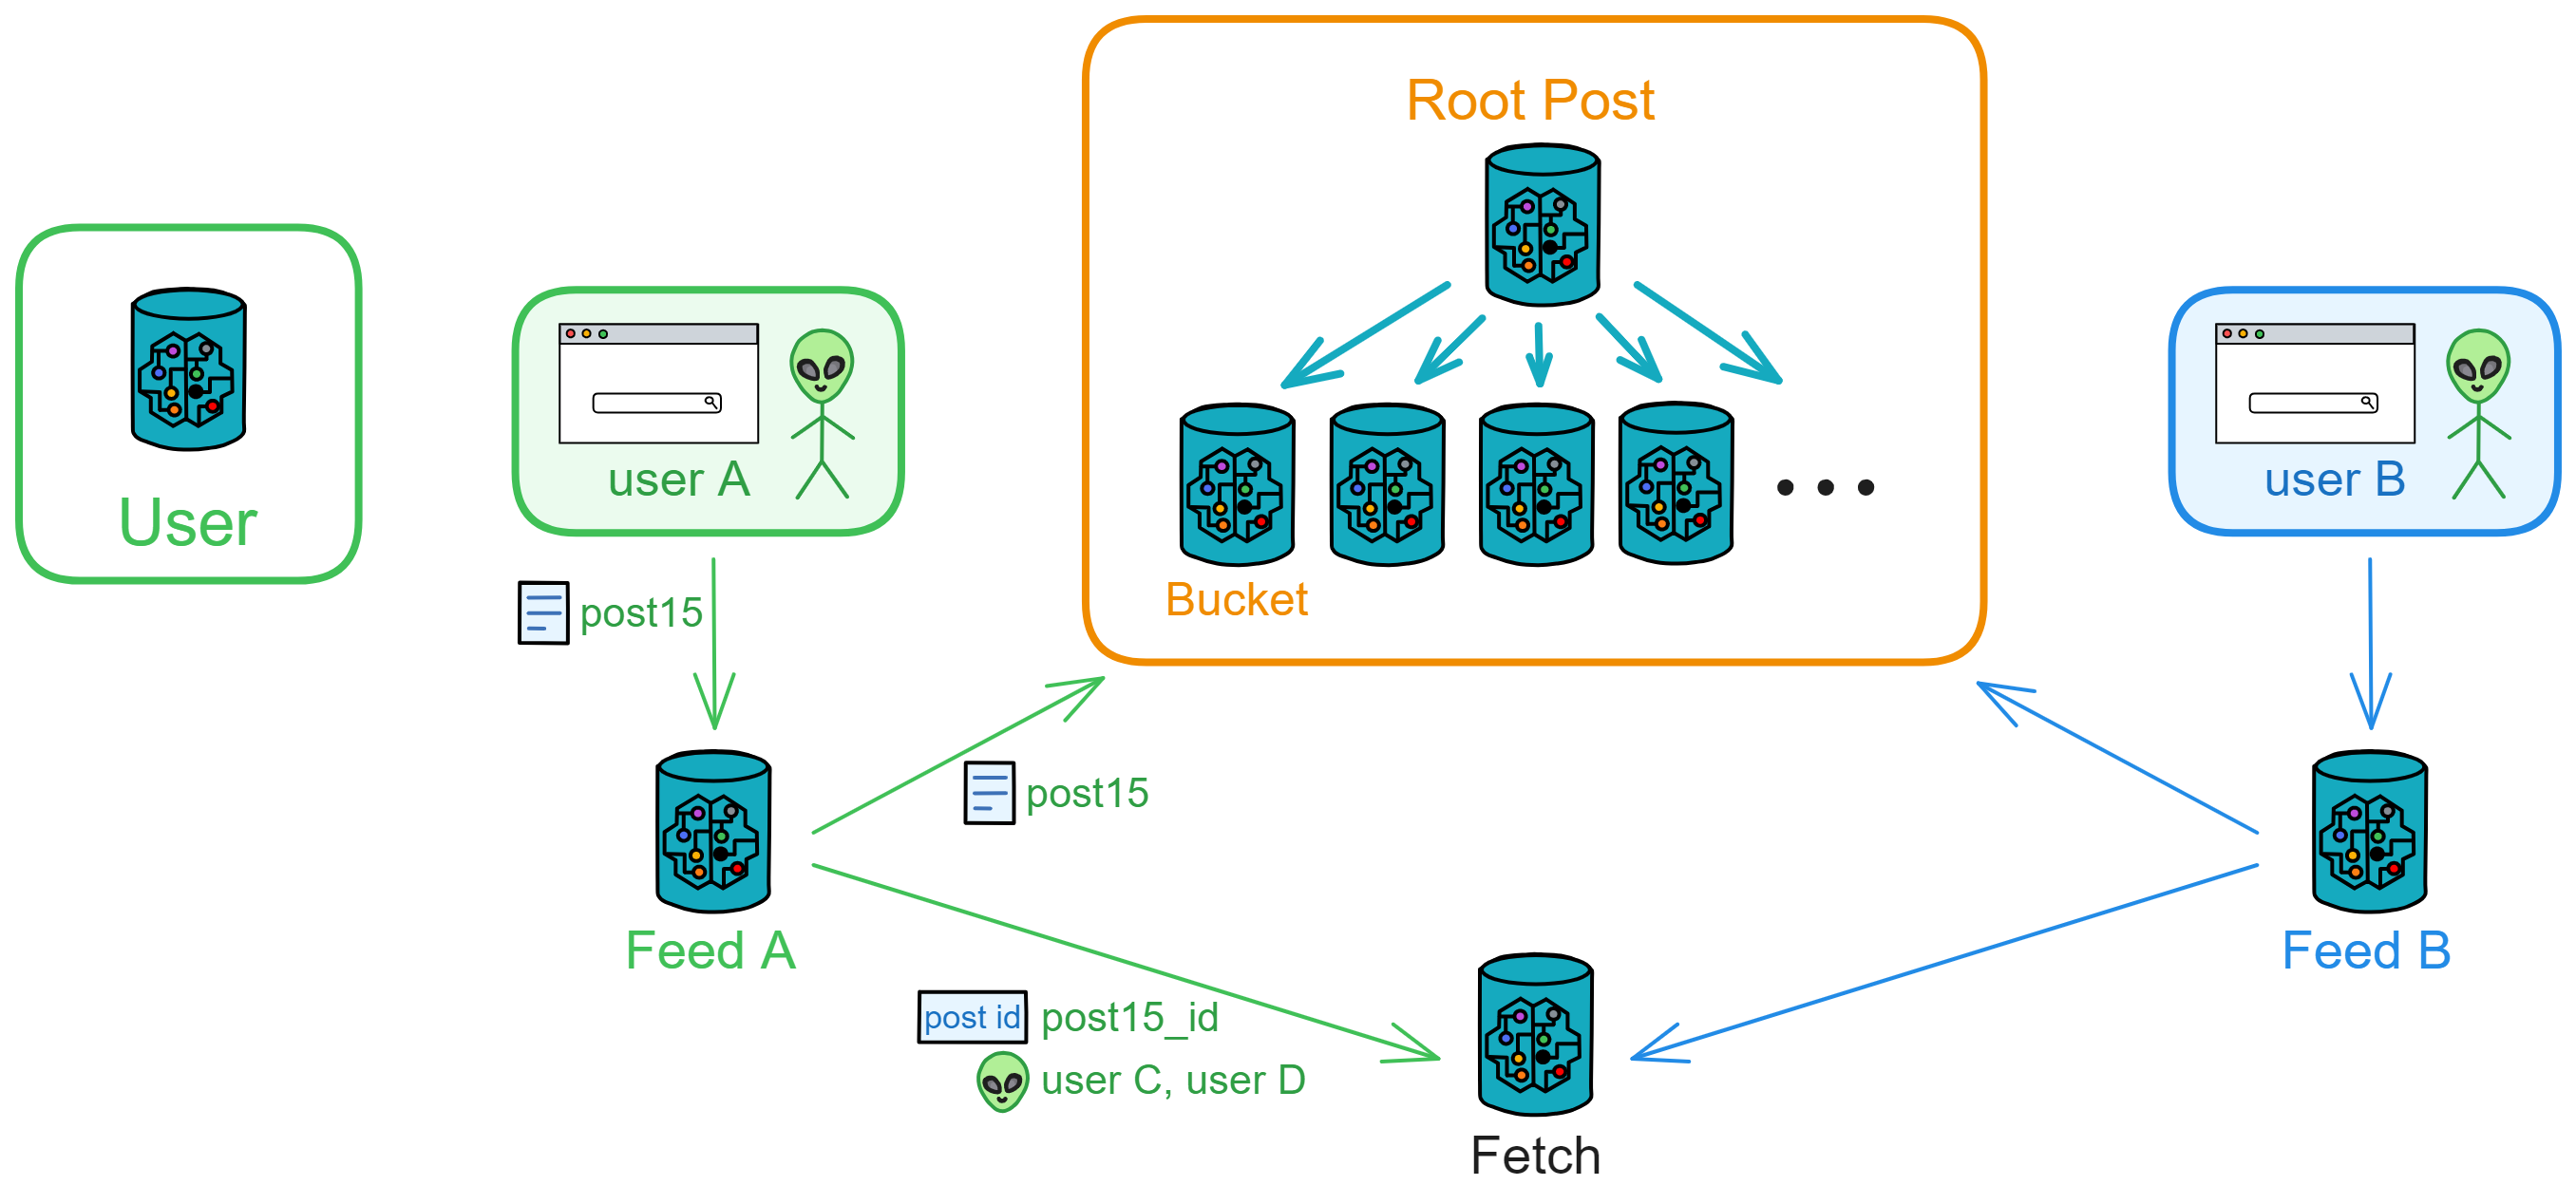 Root Post
User
user A
user B
Bucket
post15
post15
Feed A
Feed B
post id post15_id
user C, user D
Fetch